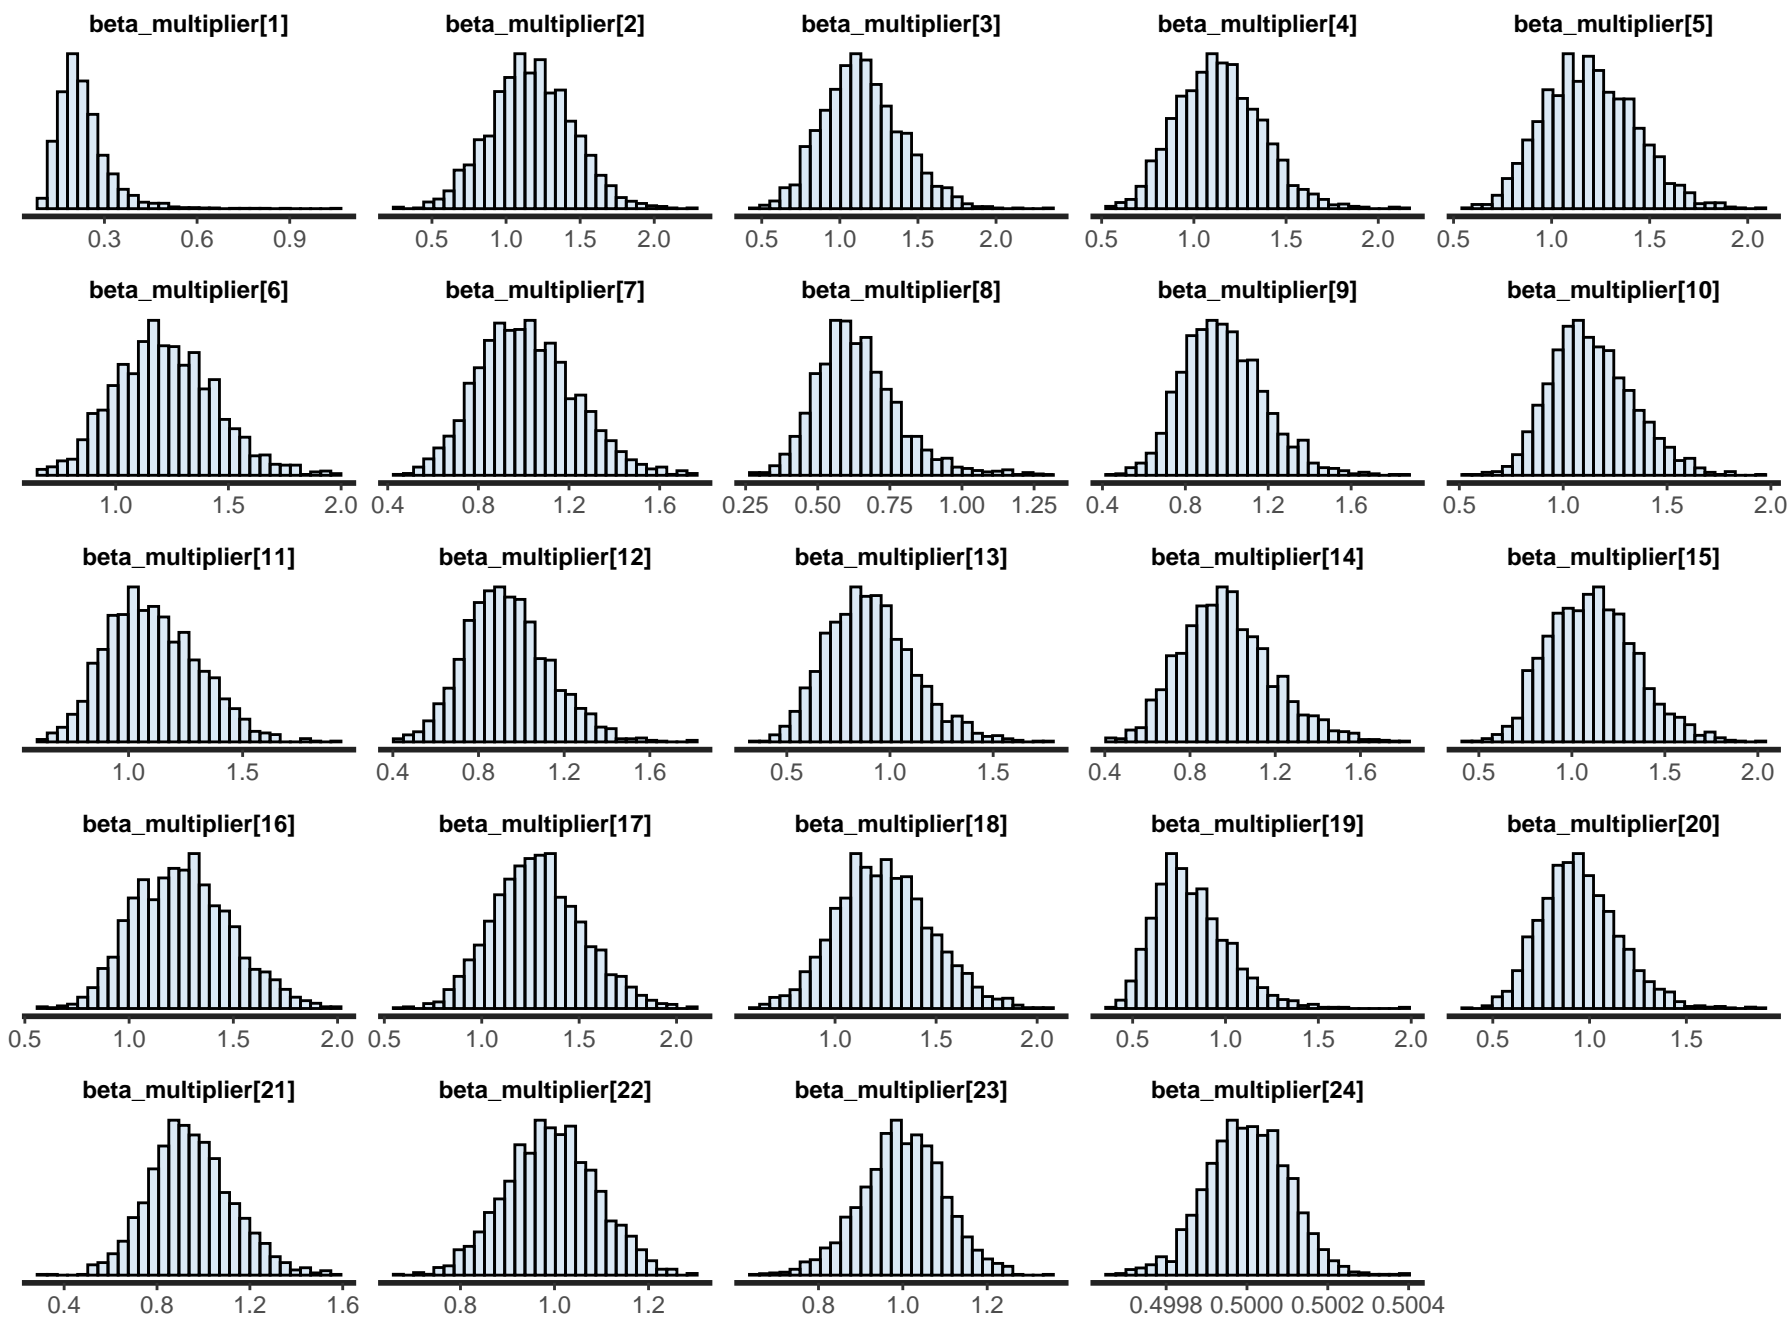 beta_multiplier[1] beta_multiplier[2] beta_multiplier[3] beta_multiplier[4] beta_multiplier[5]
0.3 0.6 0.9 0.5 1.0 1.5 2.0 0.5 1.0 1.5 2.0 0.5 1.0 1.5 2.0 0.5 1.0 1.5 2.0
beta_multiplier[6] beta_multiplier[7] beta_multiplier[8] beta_multiplier[9] beta_multiplier[10]
1.0 1.5 2.0 0.4 0.8 1.2 1.6 0.25 0.50 0.75 1.00 1.25 0.4 0.8 1.2 1.6 0.5 1.0 1.5 2.0
beta_multiplier[11] beta_multiplier[12] beta_multiplier[13] beta_multiplier[14] beta_multiplier[15]
1.0 1.5 0.4 0.8 1.2 1.6 0.5 1.0 1.5 0.4 0.8 1.2 1.6 0.5 1.0 1.5 2.0
beta_multiplier[16] beta_multiplier[17] beta_multiplier[18] beta_multiplier[19] beta_multiplier[20]
0.5 1.0 1.5 2.0 0.5 1.0 1.5 2.0 1.0 1.5 2.0 0.5 1.0 1.5 2.0 0.5 1.0 1.5
beta_multiplier[21] beta_multiplier[22] beta_multiplier[23] beta_multiplier[24]
0.4 0.8 1.2 1.6 0.8 1.0 1.2 0.8 1.0 1.2 0.4998 0.5000 0.5002 0.5004